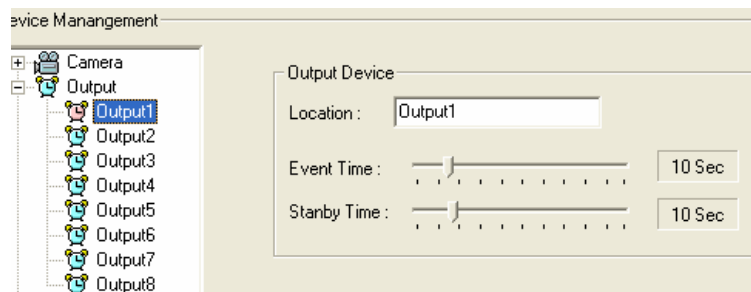 evice Manangement
Camera
Output
Output1
Output2
Output3
Output4
Output5
Output6
Output7
Output8
Output Device
Location : Output1
Event Time : 10 Sec
Stanby Time : 10 Sec